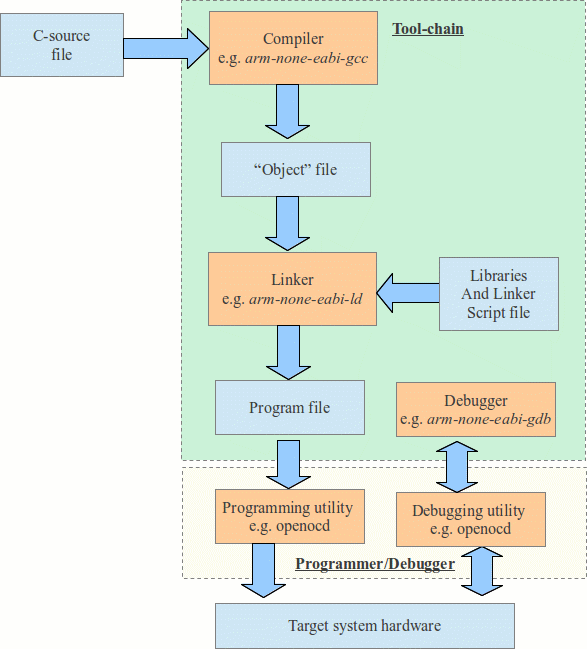 C-source
file
Compiler
e.g. arm-none-eabi-gcc
Tool-chain
“Object” file
Linker
e.g. arm-none-eabi-ld
Libraries
And Linker
Script file
Program file
Debugger
e.g. arm-none-eabi-gdb
Programming utility
e.g. openocd
Debugging utility
e.g. openocd
Programmer/Debugger
Target system hardware